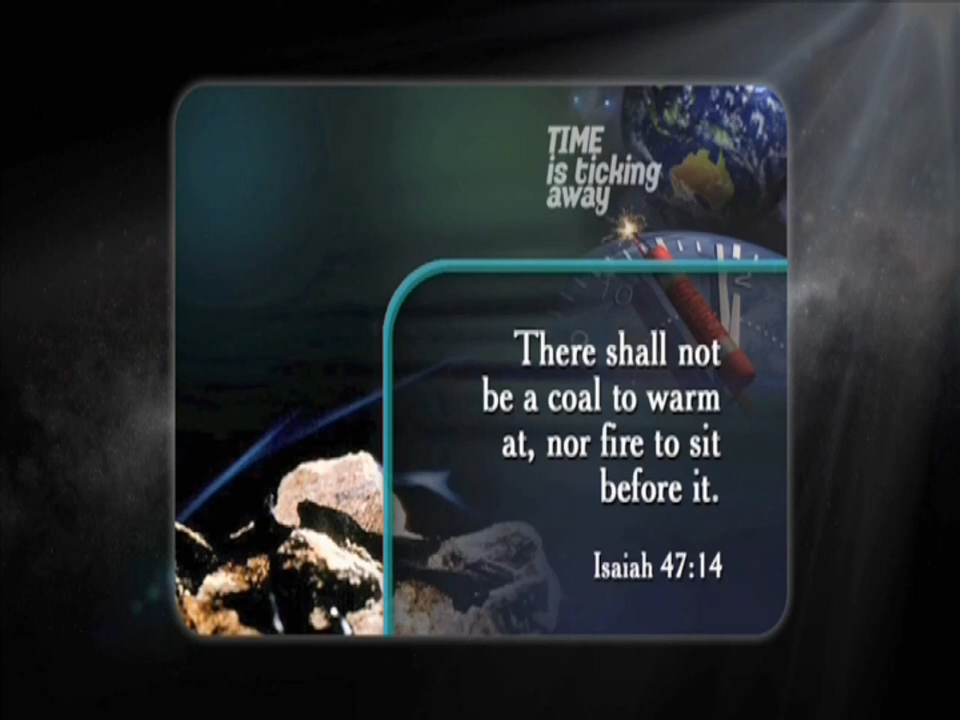 TIME
is ticking
away
There shall not
be a coal to warm
at, nor fire to sit
before it.
Isaiah 47:14